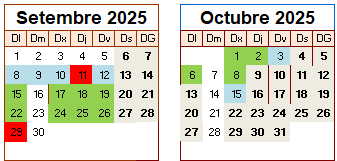 Setembre 2025
Dl Dm Dx Dj Dv Ds DG
1 2 3 4 5 6 7
8 9 10 11 12 13 14
15 16 17 18 19 20 21
22 23 24 25 26 27 28
29 30
Octubre 2025
Dl Dm Dx Dj Dv Ds DG
1 2 3 4 5
6 7 8 9 10 11 12
13 14 15 16 17 18 19
20 21 22 23 24 25 26
27 28 29 30 31